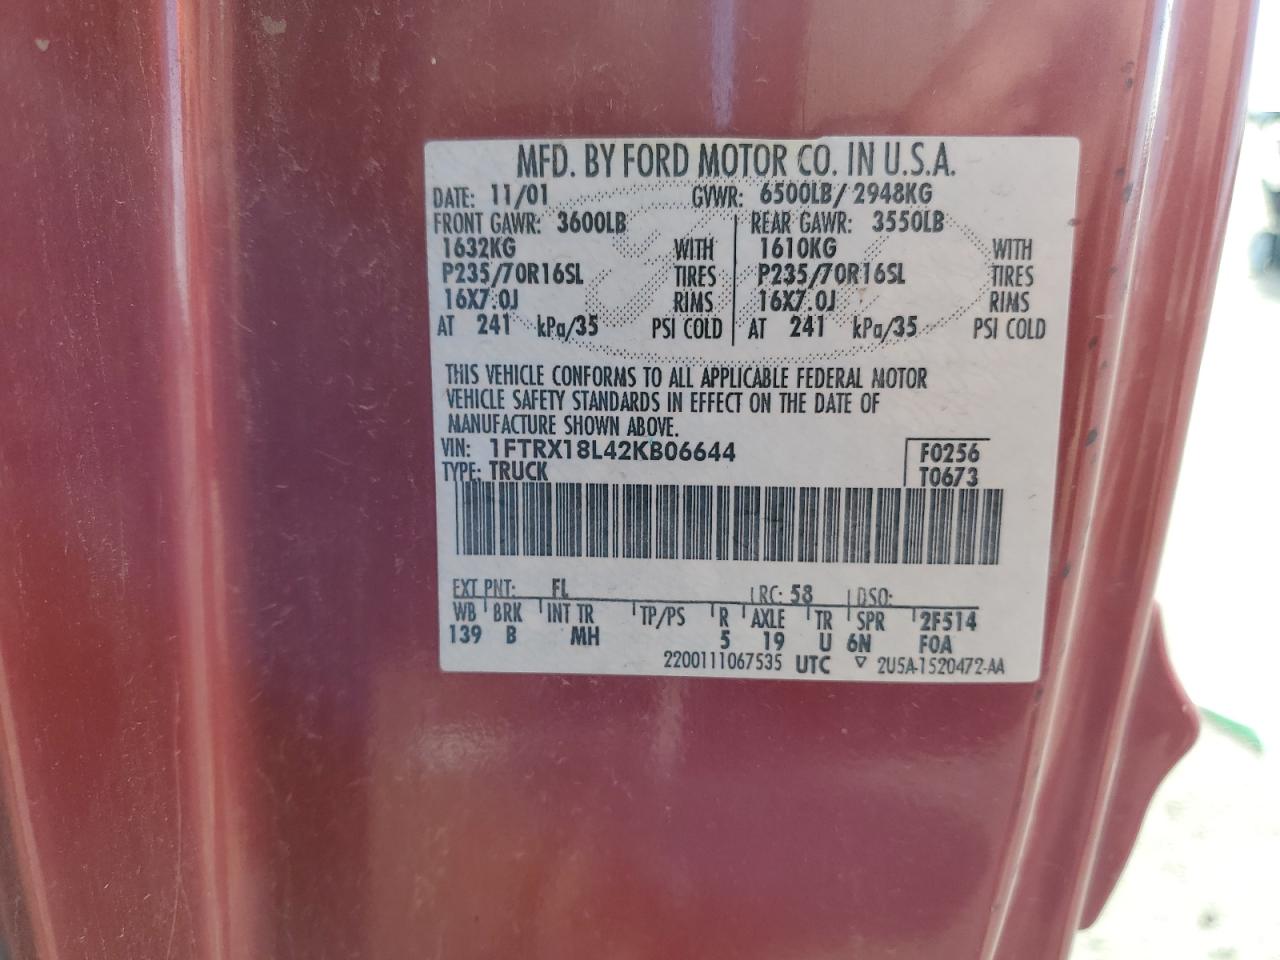 MFD. BY FORD MOTOR CO. IN U.S.A.
DATE: 11/01 GVWR: 6500LB/ 2948KG
FRONT GAWR: 3600LB REAR GAWR: 3550LB
1632KG WITH 1610KG WITH
P235/70R16SL TIRES P235/70R16SL TIRES
16X7.0J RIMS 16X7.0J RIMS
AT 241 kPa/35 PSI COLD AT 241 kPa/35 PSI COLD
THIS VEHICLE CONFORMS TO ALL APPLICABLE FEDERAL MOTOR
VEHICLE SAFETY STANDARDS IN EFFECT ON THE DATE OF
MANUFACTURE SHOWN ABOVE.
VIN: 1FTRX18L42KB06644 F0256
TYPE: TRUCK T0673
EXT PNT: FL RC: 58 DSO:
WB BRK INT TR TP/PS R AXLE TR SPR 2F514
139 B MH 5 19 U 6N F0A
2200111067535 UTC ▽ 2U5A-1520472-AA